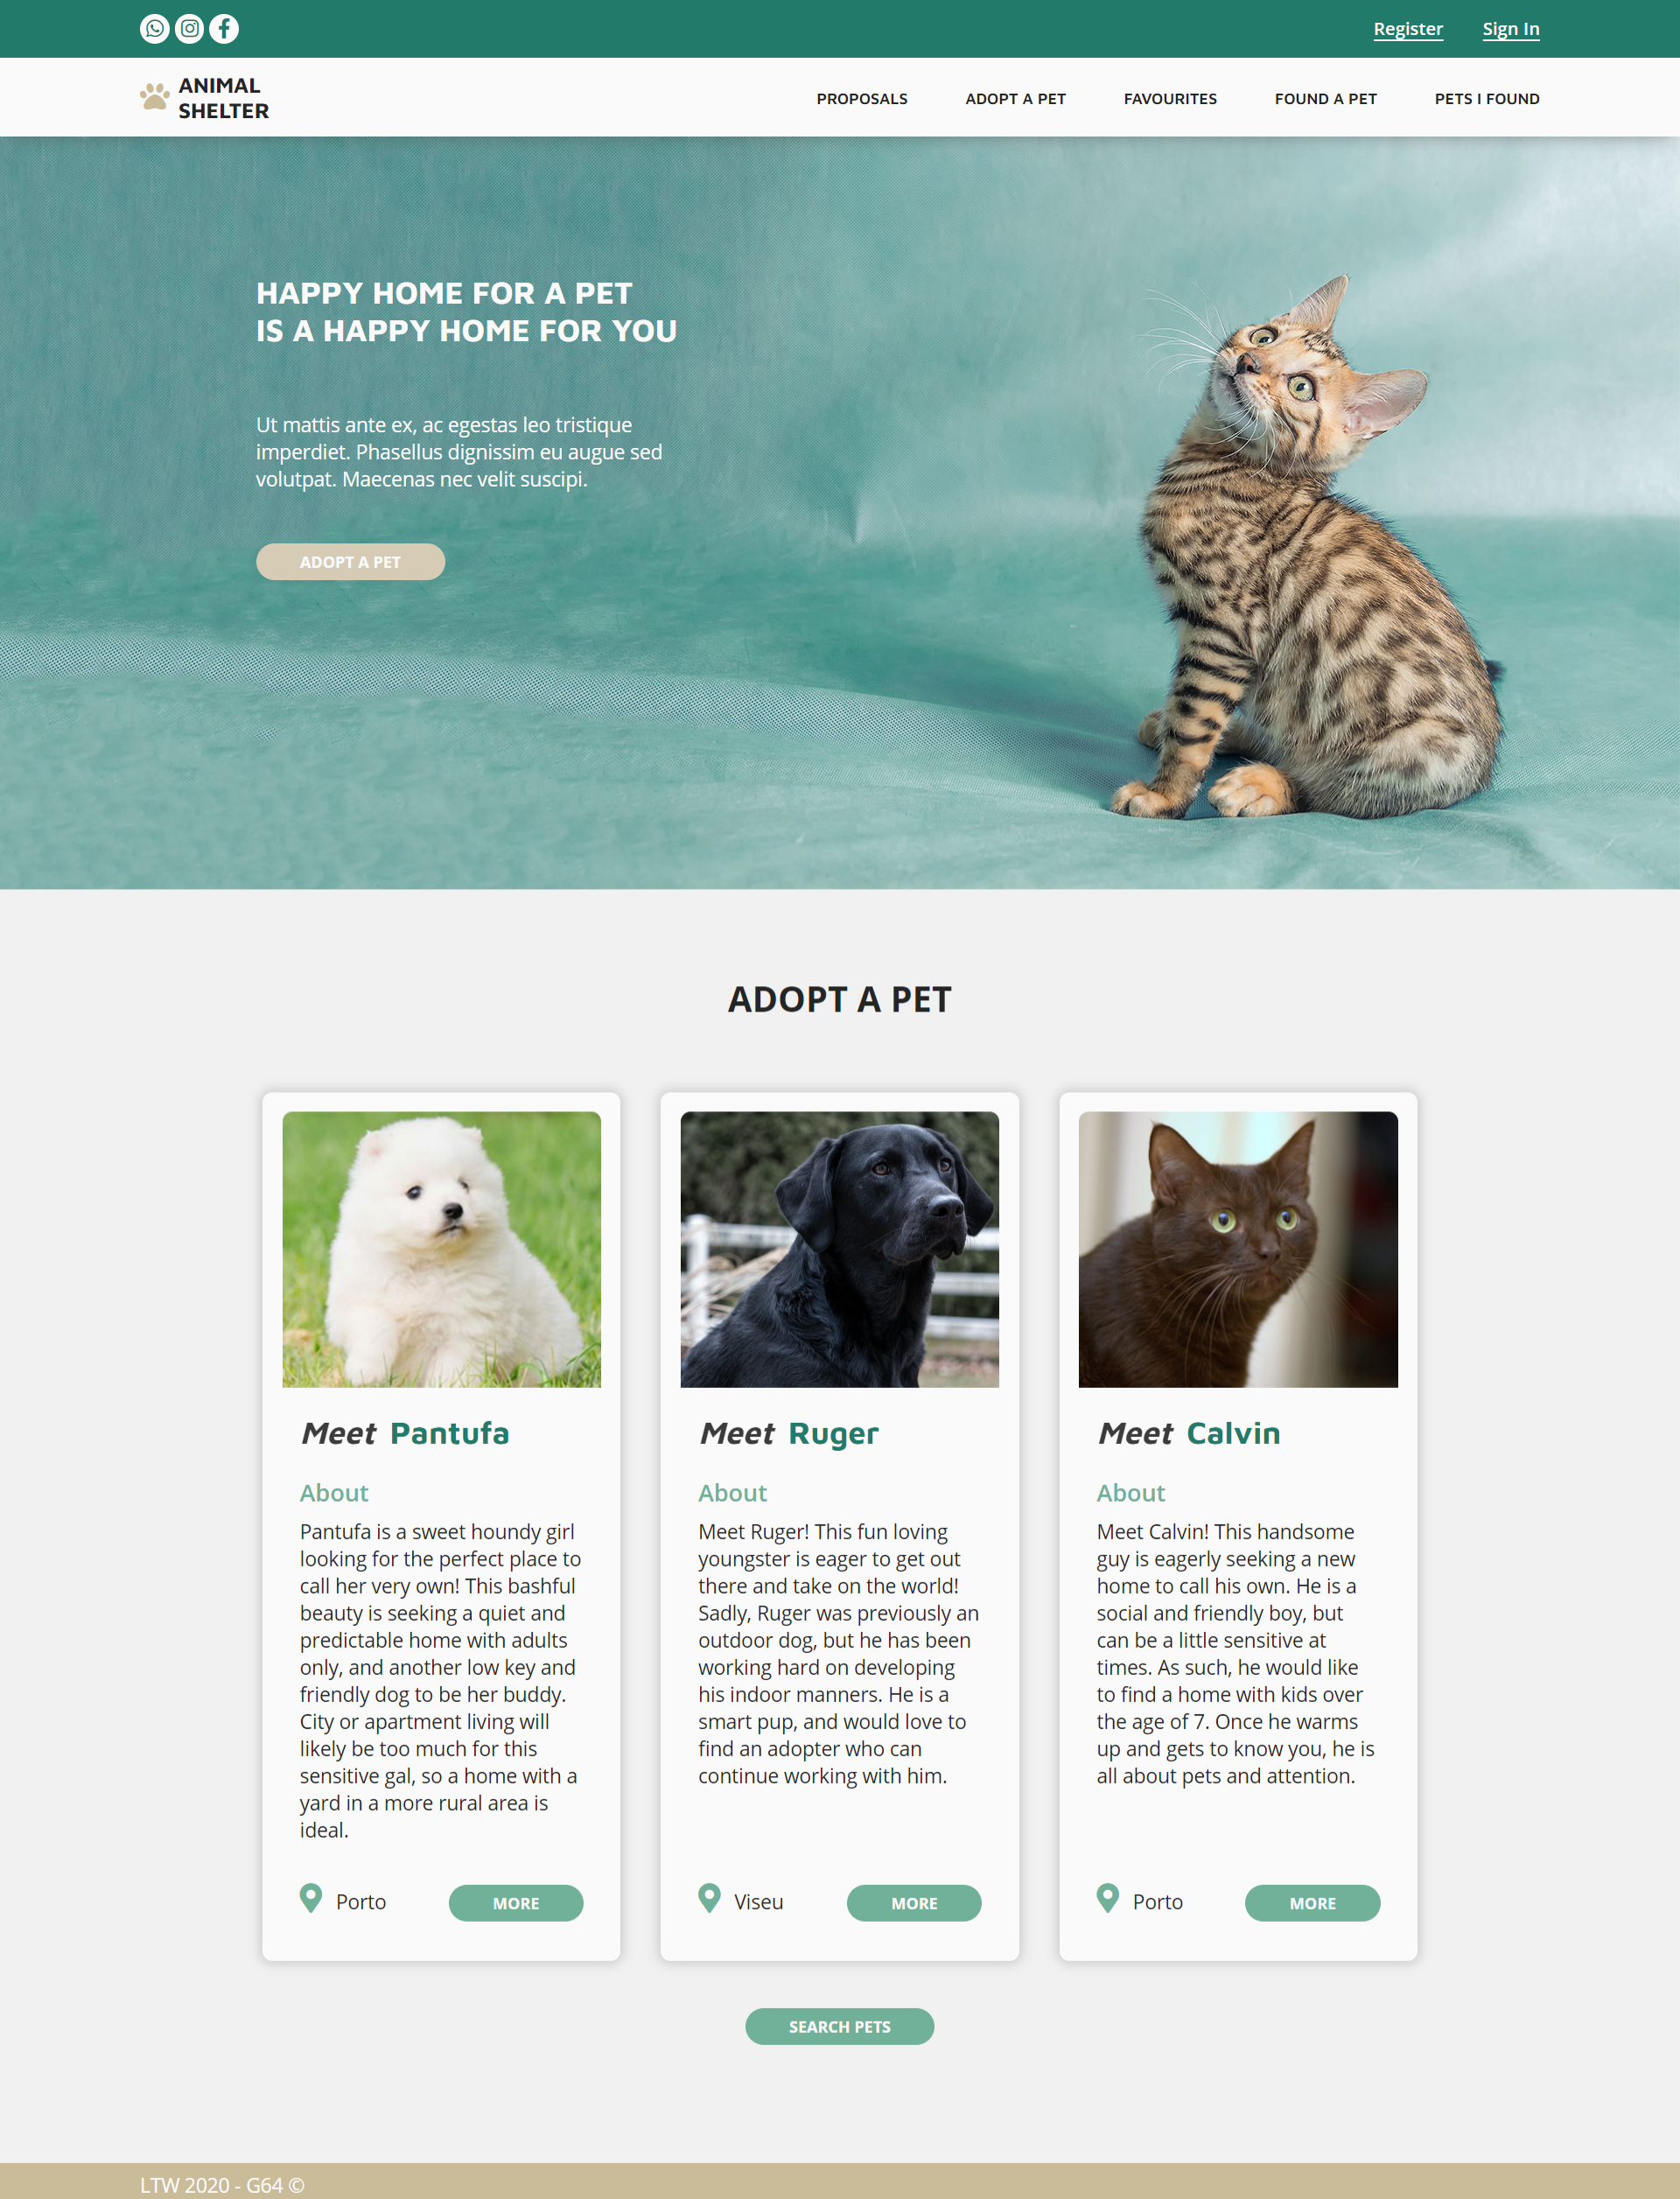 Register Sign In
ANIMAL
SHELTER
PROPOSALS ADOPT A PET FAVOURITES FOUND A PET PETS I FOUND
HAPPY HOME FOR A PET
IS A HAPPY HOME FOR YOU
Ut mattis ante ex, ac egestas leo tristique
imperdiet. Phasellus dignissim eu augue sed
volutpat. Maecenas nec velit suscipi.
ADOPT A PET
ADOPT A PET
Meet Pantufa
About
Pantufa is a sweet houndy girl
looking for the perfect place to
call her very own! This bashful
beauty is seeking a quiet and
predictable home with adults
only, and another low key and
friendly dog to be her buddy.
City or apartment living will
likely be too much for this
sensitive gal, so a home with a
yard in a more rural area is
ideal.
Porto MORE
Meet Ruger
About
Meet Ruger! This fun loving
youngster is eager to get out
there and take on the world!
Sadly, Ruger was previously an
outdoor dog, but he has been
working hard on developing
his indoor manners. He is a
smart pup, and would love to
find an adopter who can
continue working with him.
Viseu MORE
Meet Calvin
About
Meet Calvin! This handsome
guy is eagerly seeking a new
home to call his own. He is a
social and friendly boy, but
can be a little sensitive at
times. As such, he would like
to find a home with kids over
the age of 7. Once he warms
up and gets to know you, he is
all about pets and attention.
Porto MORE
SEARCH PETS
LTW 2020 - G64 ©